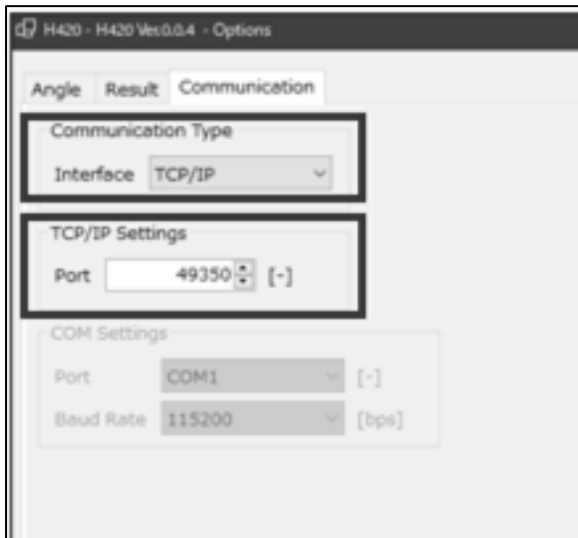 H420 - H420 Ver.0.0.4 - Options
Angle Result Communication
Communication Type
Interface TCP/IP
TCP/IP Settings
Port 49350 [-]
COM Settings
Port COM1 [-]
Baud Rate 115200 [bps]